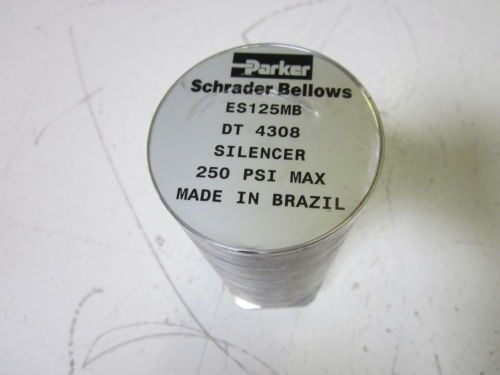 Parker
Schrader Bellows
ES125MB
DT 4308
SILENCER
250 PSI MAX
MADE IN BRAZIL